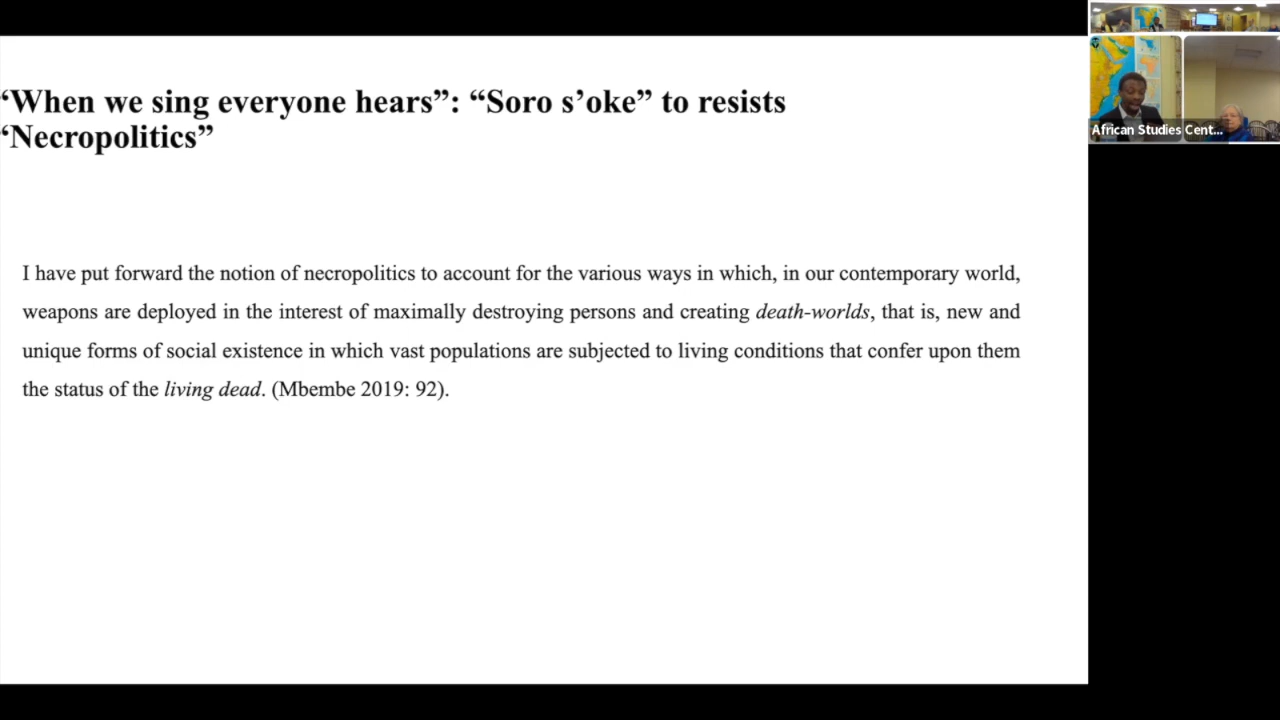 “When we sing everyone hears”: “Soro s’oke” to resists
“Necropolitics”
I have put forward the notion of necropolitics to account for the various ways in which, in our contemporary world,
weapons are deployed in the interest of maximally destroying persons and creating death-worlds, that is, new and
unique forms of social existence in which vast populations are subjected to living conditions that confer upon them
the status of the living dead. (Mbembe 2019: 92).
African Studies Cent...